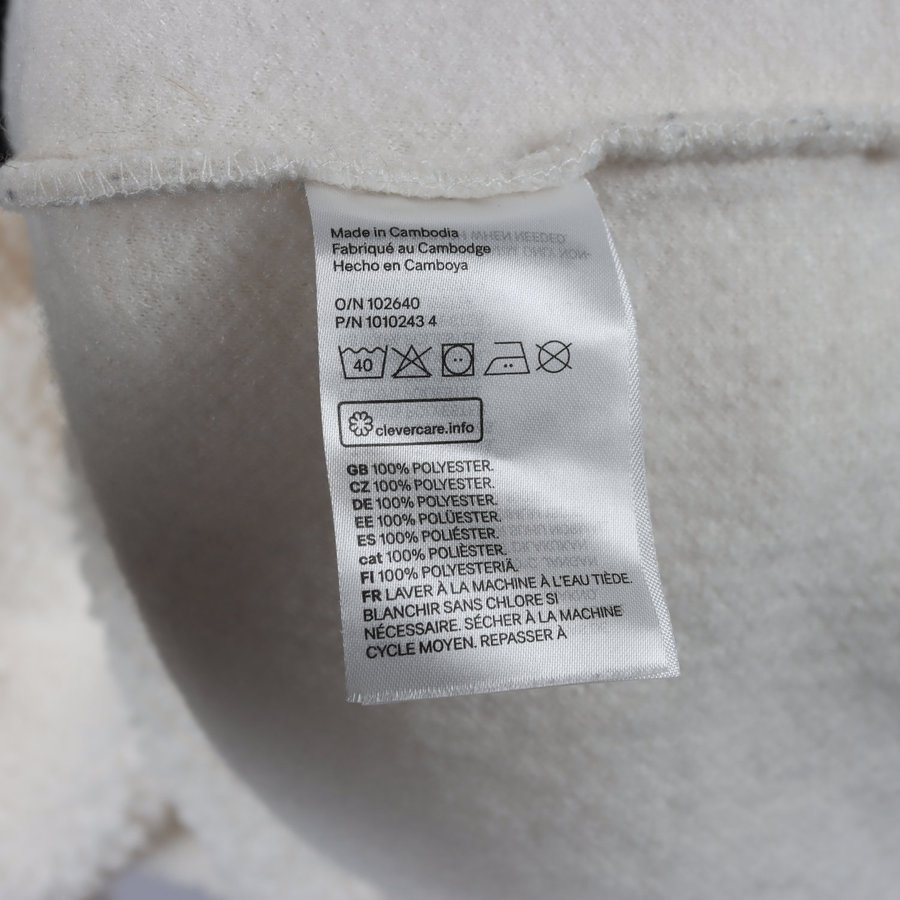 Made in Cambodia
Fabriqué au Cambodge
Hecho en Camboya
O/N 102640
P/N 1010243 4
40
clevercare.info
GB 100% POLYESTER.
CZ 100% POLYESTER.
DE 100% POLYESTER.
EE 100% POLÜESTER.
ES 100% POLIÉSTER.
cat 100% POLIÈSTER.
FI 100% POLYESTERIÄ.
FR LAVER À LA MACHINE À L'EAU TIÈDE.
BLANCHIR SANS CHLORE SI
NÉCESSAIRE. SÉCHER À LA MACHINE
CYCLE MOYEN. REPASSER À